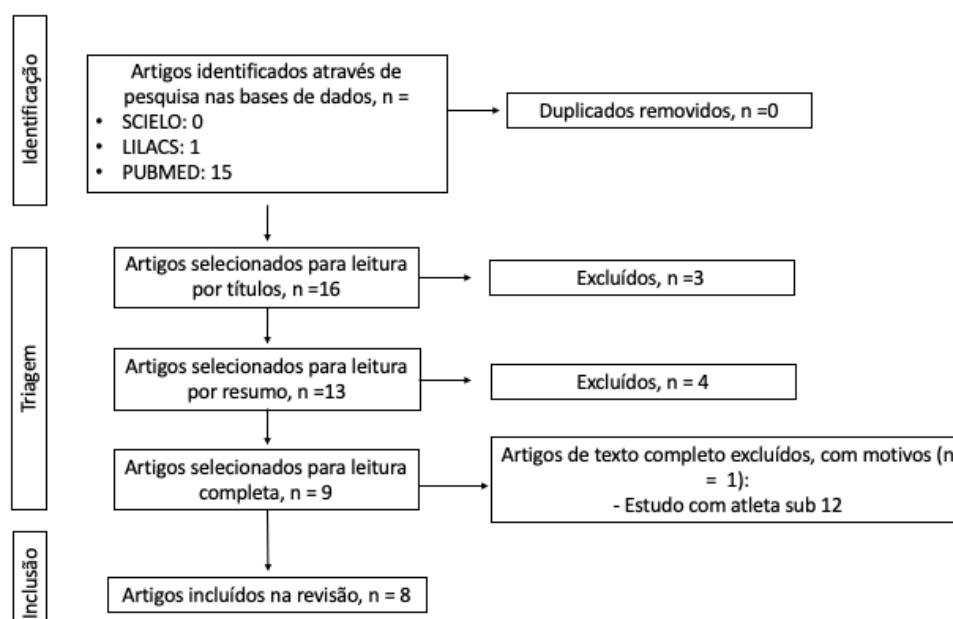 Identificação
Artigos identificados através de
pesquisa nas bases de dados, n =
• SCIELO: 0
• LILACS: 1
• PUBMED: 15
Duplicados removidos, n =0
Triagem
Artigos selecionados para leitura
por títulos, n =16
Excluídos, n =3
Artigos selecionados para leitura
por resumo, n =13
Excluídos, n = 4
Artigos selecionados para leitura
completa, n = 9
Artigos de texto completo excluídos, com motivos (n
= 1):
- Estudo com atleta sub 12
Inclusão
Artigos incluídos na revisão, n = 8